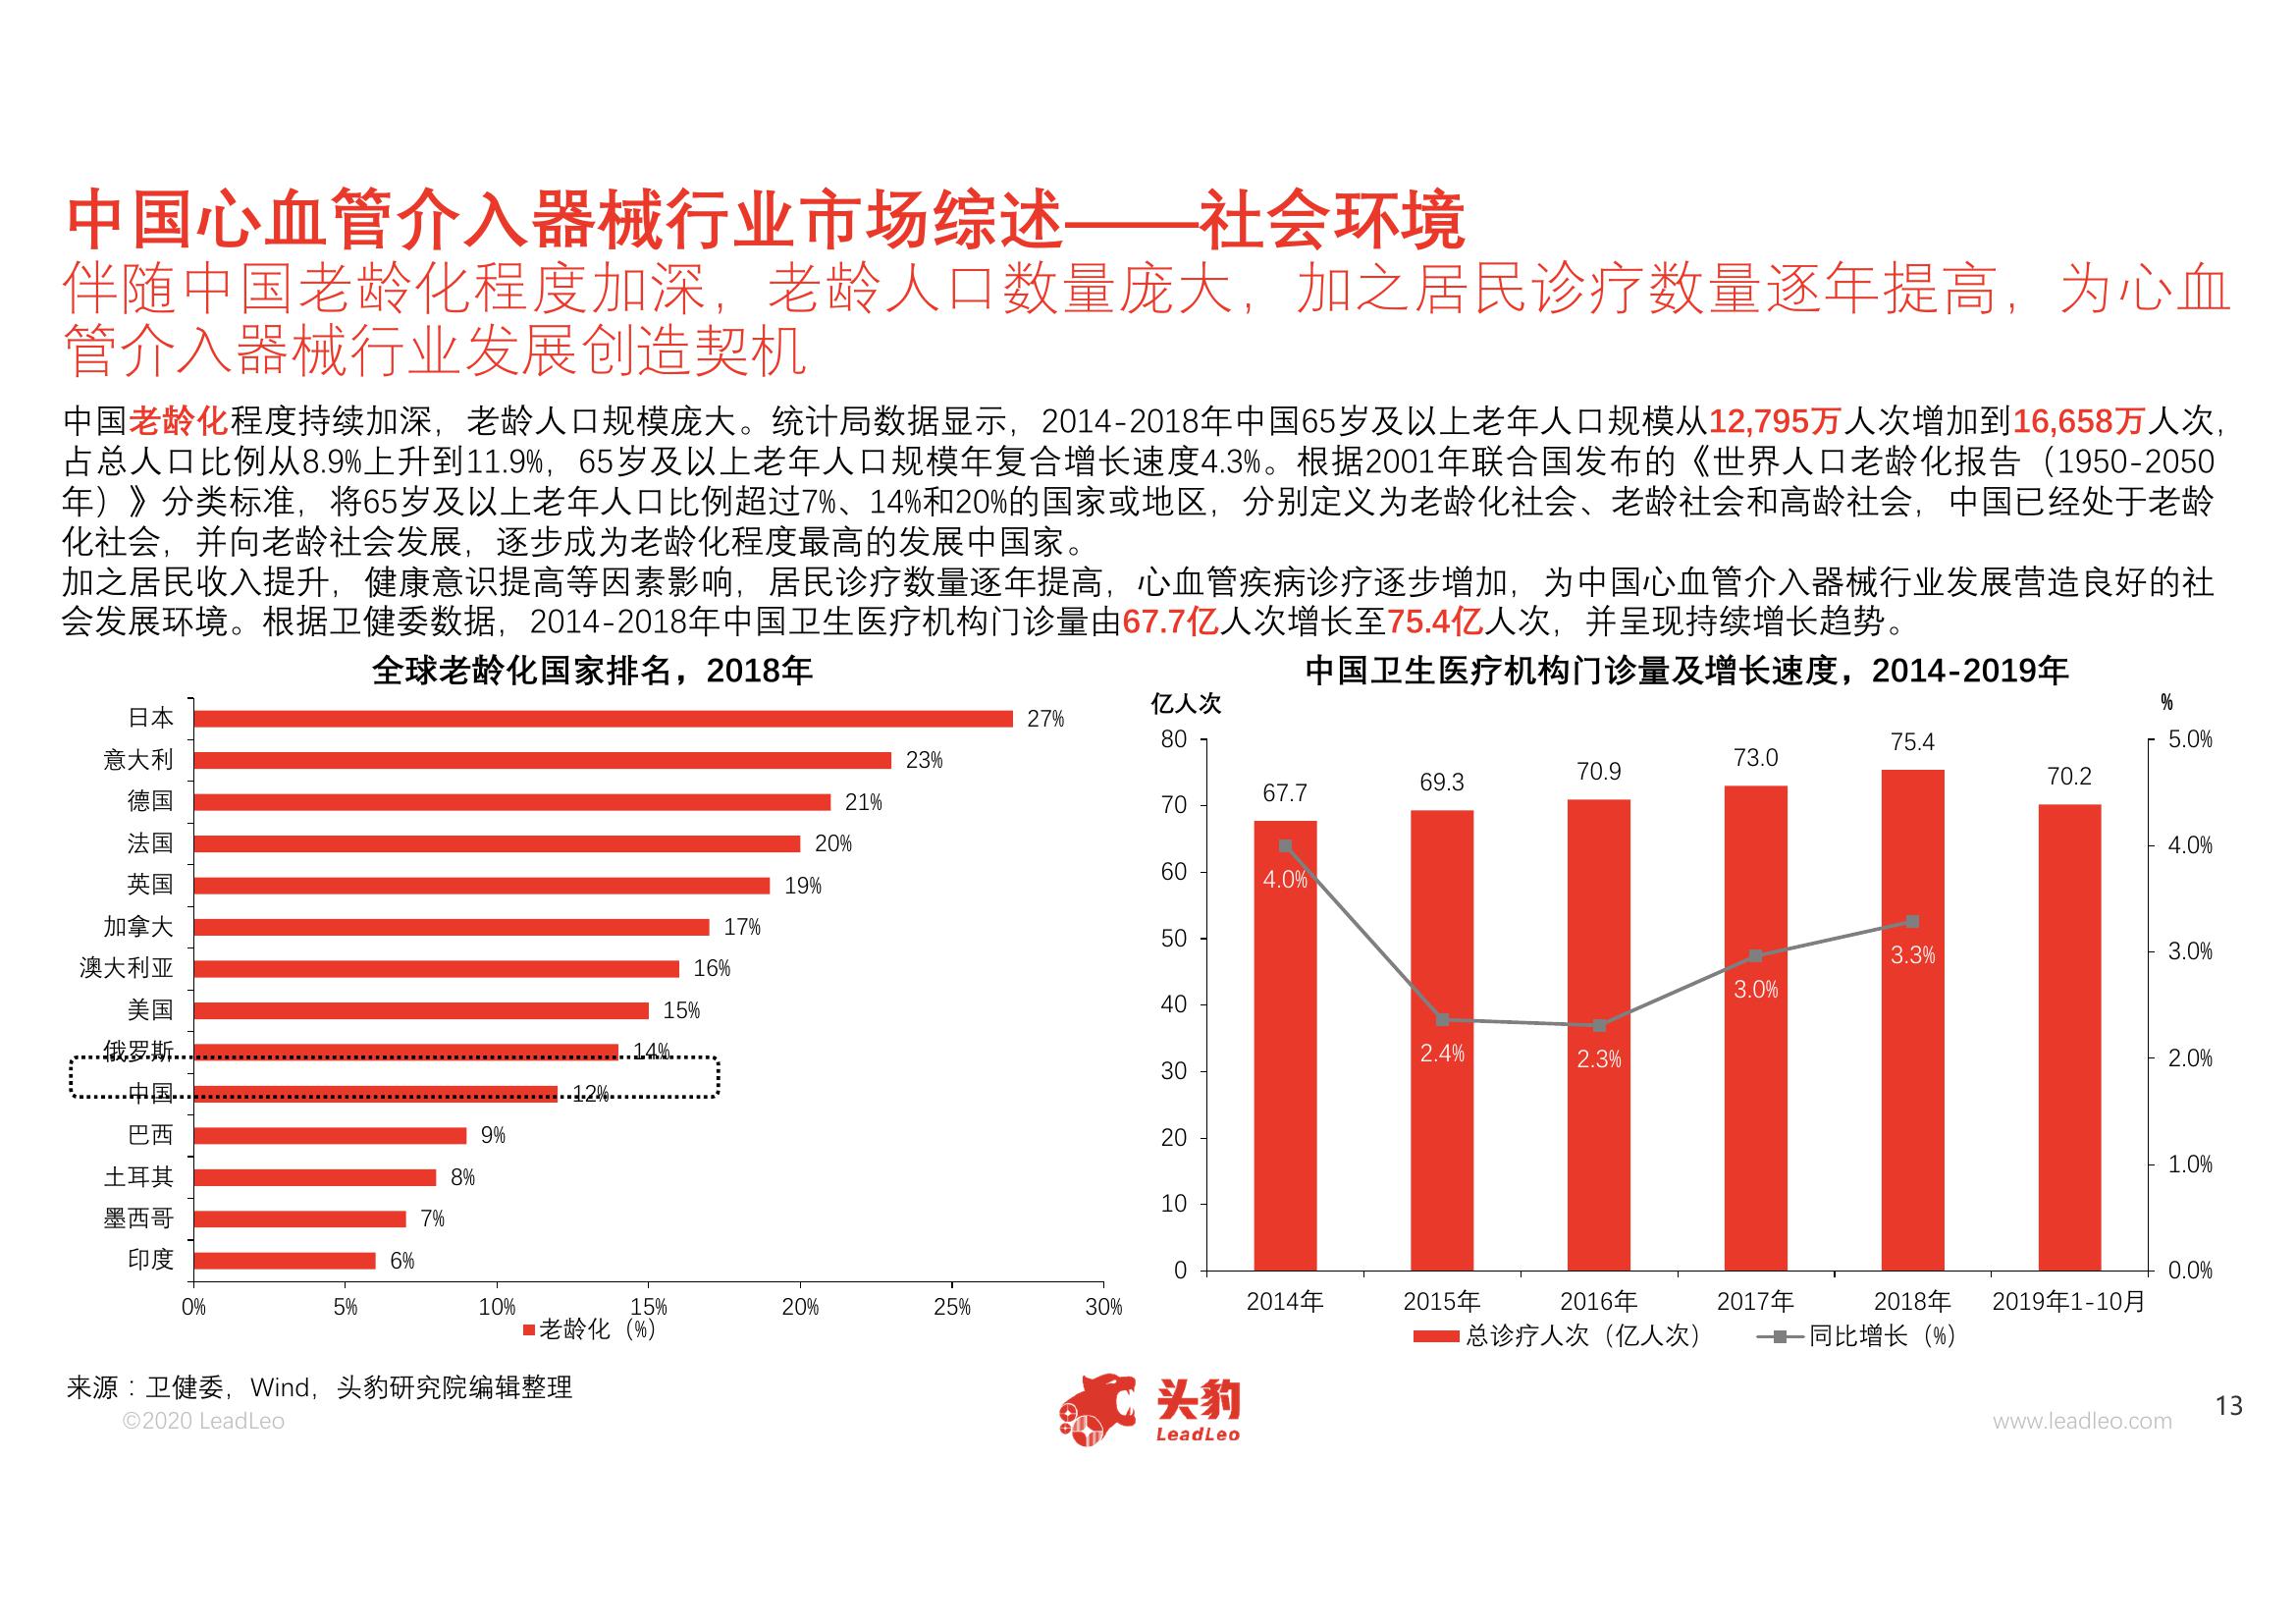 中国心血管介入器械行业市场综述——社会环境
伴随中国老龄化程度加深，老龄人口数量庞大，加之居民诊疗数量逐年提高，为心血
管介入器械行业发展创造契机
中国老龄化程度持续加深，老龄人口规模庞大。统计局数据显示，2014-2018年中国65岁及以上老年人口规模从12,795万人次增加到16,658万人次，
占总人口比例从8.9%上升到11.9%，65岁及以上老年人口规模年复合增长速度4.3%。根据2001年联合国发布的《世界人口老龄化报告（1950-2050
年）》分类标准，将65岁及以上老年人口比例超过7%、14%和20%的国家或地区，分别定义为老龄化社会、老龄社会和高龄社会，中国已经处于老龄
化社会，并向老龄社会发展，逐步成为老龄化程度最高的发展中国家。
加之居民收入提升，健康意识提高等因素影响，居民诊疗数量逐年提高，心血管疾病诊疗逐步增加，为中国心血管介入器械行业发展营造良好的社
会发展环境。根据卫健委数据，2014-2018年中国卫生医疗机构门诊量由67.7亿人次增长至75.4亿人次，并呈现持续增长趋势。
全球老龄化国家排名，2018年
日本 27%
意大利 23%
德国 21%
法国 20%
英国 19%
加拿大 17%
澳大利亚 16%
美国 15%
俄罗斯 14%
中国 12%
巴西 9%
土耳其 8%
墨西哥 7%
印度 6%
0% 5% 10% 15% 20% 25% 30%
老龄化（%）
中国卫生医疗机构门诊量及增长速度，2014-2019年
亿人次
%
80
70
60
50
40
30
20
10
0
67.7 69.3 70.9 73.0 75.4 70.2
4.0% 2.4% 2.3% 3.0% 3.3%
5.0%
4.0%
3.0%
2.0%
1.0%
0.0%
2014年 2015年 2016年 2017年 2018年 2019年1-10月
总诊疗人次（亿人次） 同比增长（%）
来源：卫健委，Wind，头豹研究院编辑整理
©2020 LeadLeo
头豹
LeadLeo
www.leadleo.com
13